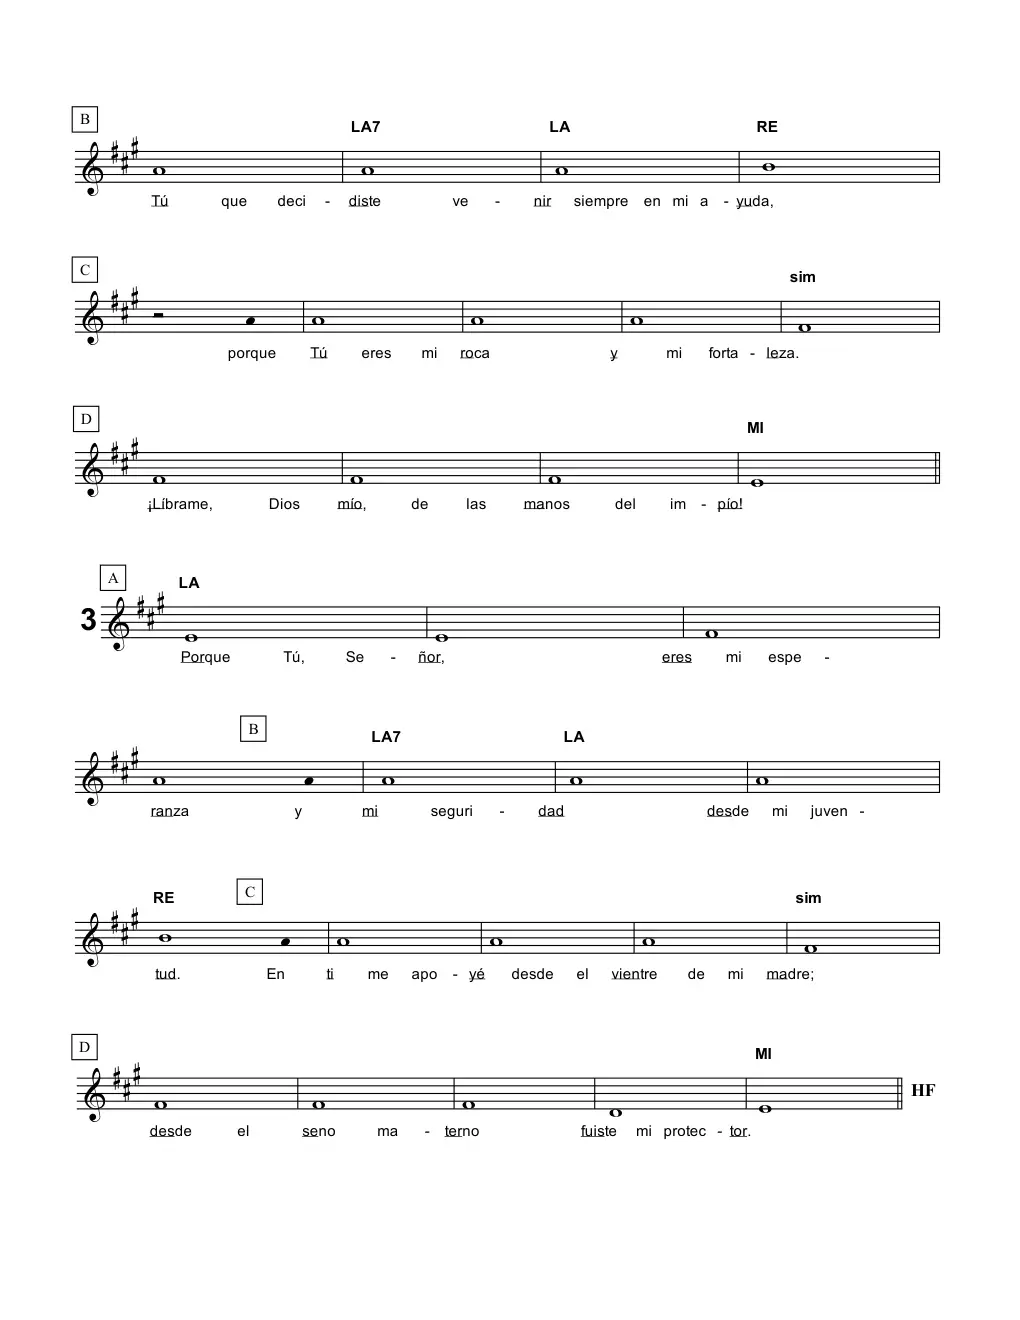 B
LA7 LA RE
Tú que deci - diste ve - nir siempre en mi a - yuda,
C
sim
porque Tú eres mi roca y mi forta - leza.
D
MI
¡Líbrame, Dios mío, de las manos del im - pío!
A
LA
3
Porque Tú, Se - ñor, eres mi espe -
B
LA7 LA
ranza y mi seguri - dad desde mi juven -
RE C sim
tud. En ti me apo - yé desde el vientre de mi madre;
D
MI
HF
desde el seno ma - terno fuiste mi protec - tor.